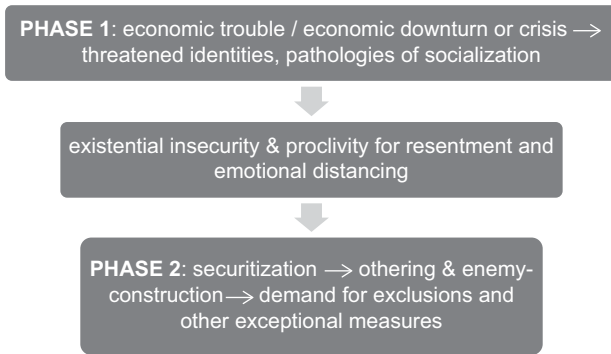 PHASE 1: economic trouble / economic downturn or crisis →
threatened identities, pathologies of socialization
existential insecurity & proclivity for resentment and
emotional distancing
PHASE 2: securitization → othering & enemy-
construction→ demand for exclusions and
other exceptional measures